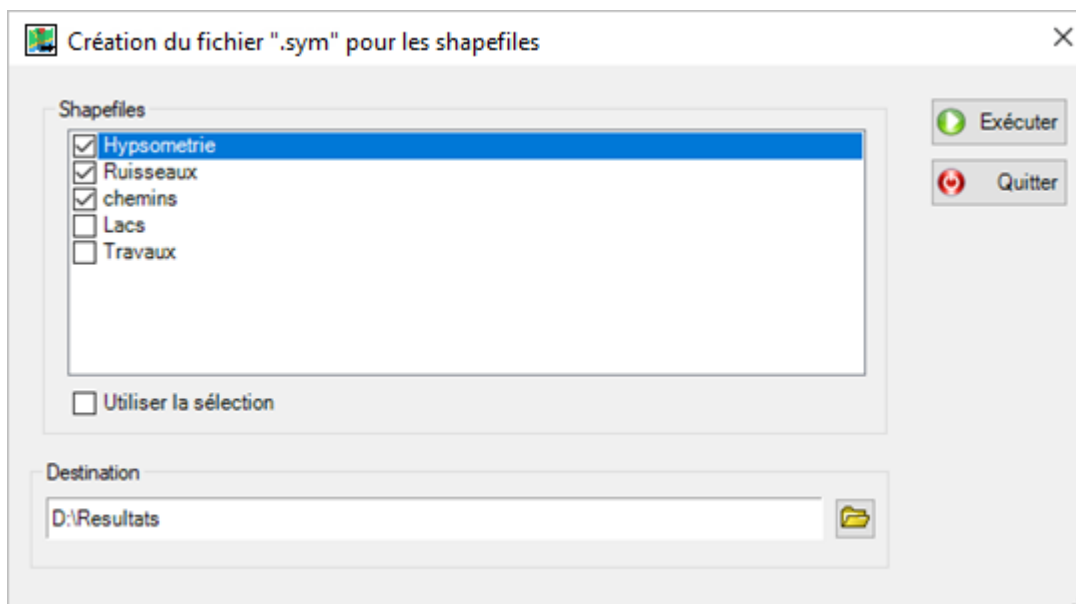 Création du fichier ".sym" pour les shapefiles
Shapefiles
Hypsometrie
Ruisseaux
chemins
Lacs
Travaux
Utiliser la sélection
Exécuter
Quitter
Destination
D:\Resultats